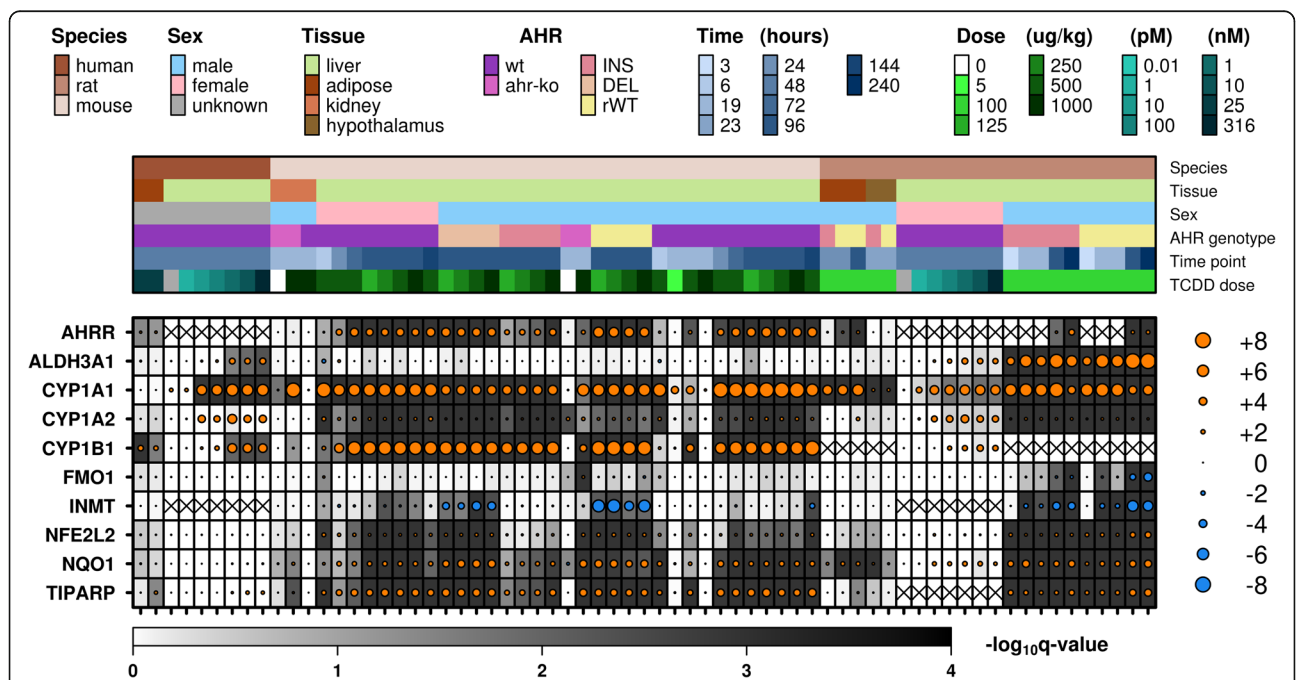 Species Sex Tissue AHR Time (hours) Dose (ug/kg) (pM) (nM)
human male liver wt INS 3 24 144 0 250 0.01 1
rat female adipose ahr-ko DEL 6 48 240 5 500 1 10
mouse unknown kidney rWT 19 72 100 1000 10 25
hypothalamus 23 96 125 100 316
Species
Tissue
Sex
AHR genotype
Time point
TCDD dose
AHRR
ALDH3A1
CYP1A1
CYP1A2
CYP1B1
FMO1
INMT
NFE2L2
NQO1
TIPARP
+8
+6
+4
+2
0
-2
-4
-6
-8
-log10q-value
0 1 2 3 4